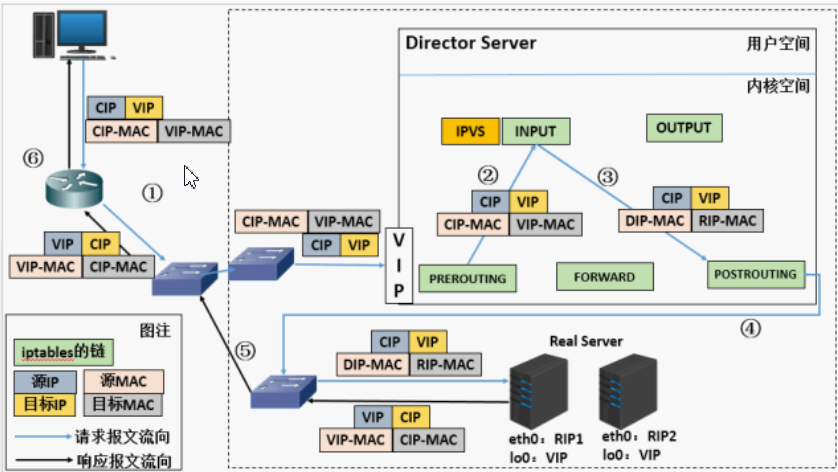 Director Server
用户空间
内核空间
CIP VIP
CIP-MAC VIP-MAC
IPVS INPUT
OUTPUT
⑥
①
②
③
CIP VIP
CIP-MAC VIP-MAC
CIP VIP
DIP-MAC RIP-MAC
CIP-MAC VIP-MAC
CIP VIP
VIP CIP
VIP-MAC CIP-MAC
V
I
P
PREROUTING
FORWARD
POSTROUTING
④
⑤
图注
iptables的链
源IP 源MAC
目标IP 目标MAC
请求报文流向
响应报文流向
CIP VIP
DIP-MAC RIP-MAC
VIP CIP
VIP-MAC CIP-MAC
Real Server
eth0：RIP1
lo0：VIP
eth0：RIP2
lo0：VIP